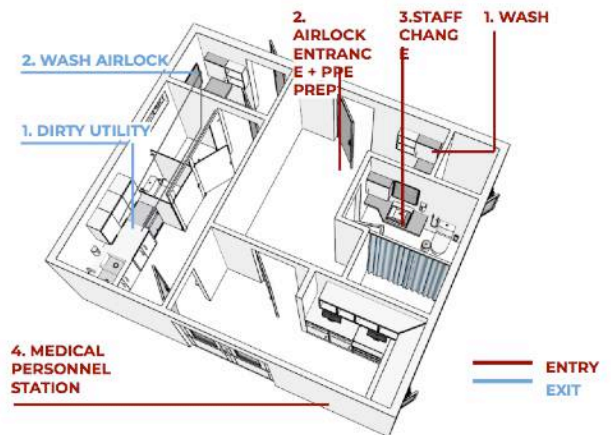 2. WASH AIRLOCK
1. DIRTY UTILITY
2.
AIRLOCK
ENTRANC
E + PPE
PREP
3.STAFF
CHANG
E
1. WASH
4. MEDICAL
PERSONNEL
STATION
ENTRY
EXIT